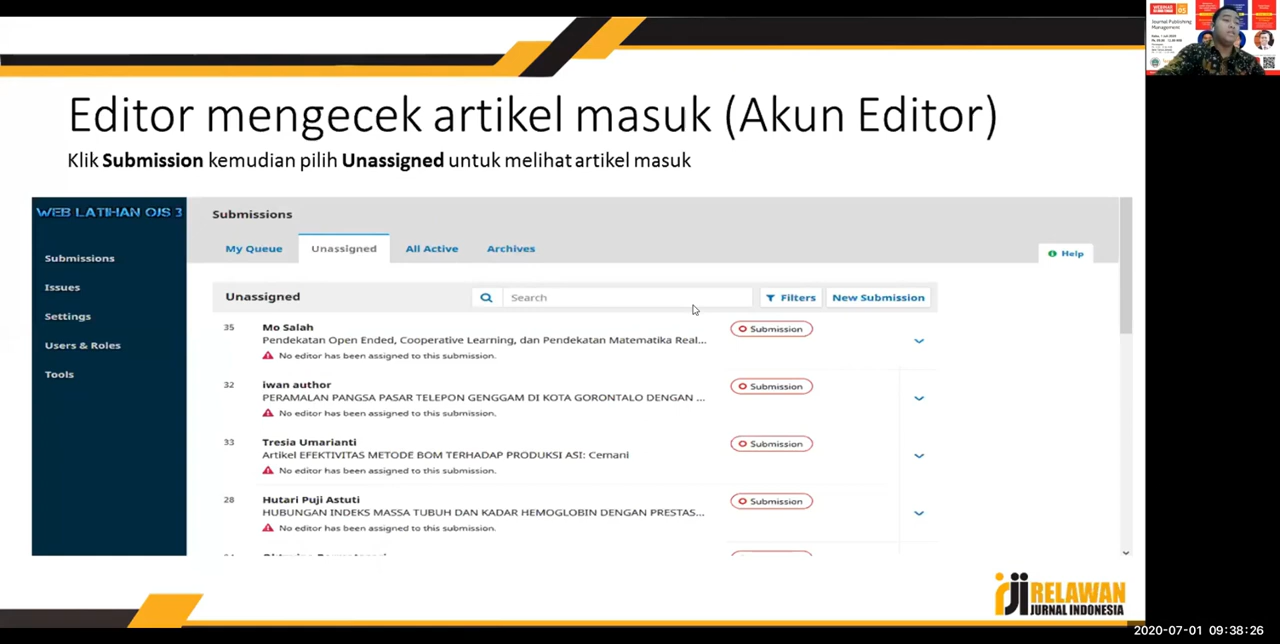 Editor mengecek artikel masuk (Akun Editor)
Klik Submission kemudian pilih Unassigned untuk melihat artikel masuk
WEB LATIHAN OJS 3
Submissions
Issues
Settings
Users & Roles
Tools
Submissions
My Queue Unassigned All Active Archives
Help
Unassigned Search Filters New Submission
35 Mo Salah Submission
Pendekatan Open Ended, Cooperative Learning, dan Pendekatan Matematika Real...
No editor has been assigned to this submission.
32 iwan author Submission
PERAMALAN PANGSA PASAR TELEPON GENGGAM DI KOTA GORONTALO DENGAN ...
No editor has been assigned to this submission.
33 Tresia Umarianti Submission
Artikel EFEKTIVITAS METODE BOM TERHADAP PRODUKSI ASI: Cernani
No editor has been assigned to this submission.
28 Hutari Puji Astuti Submission
HUBUNGAN INDEKS MASSA TUBUH DAN KADAR HEMOGLOBIN DENGAN PRESTAS...
No editor has been assigned to this submission.
rji RELAWAN
JURNAL INDONESIA
Journal Publishing
Management
2020-07-01 09:38:26